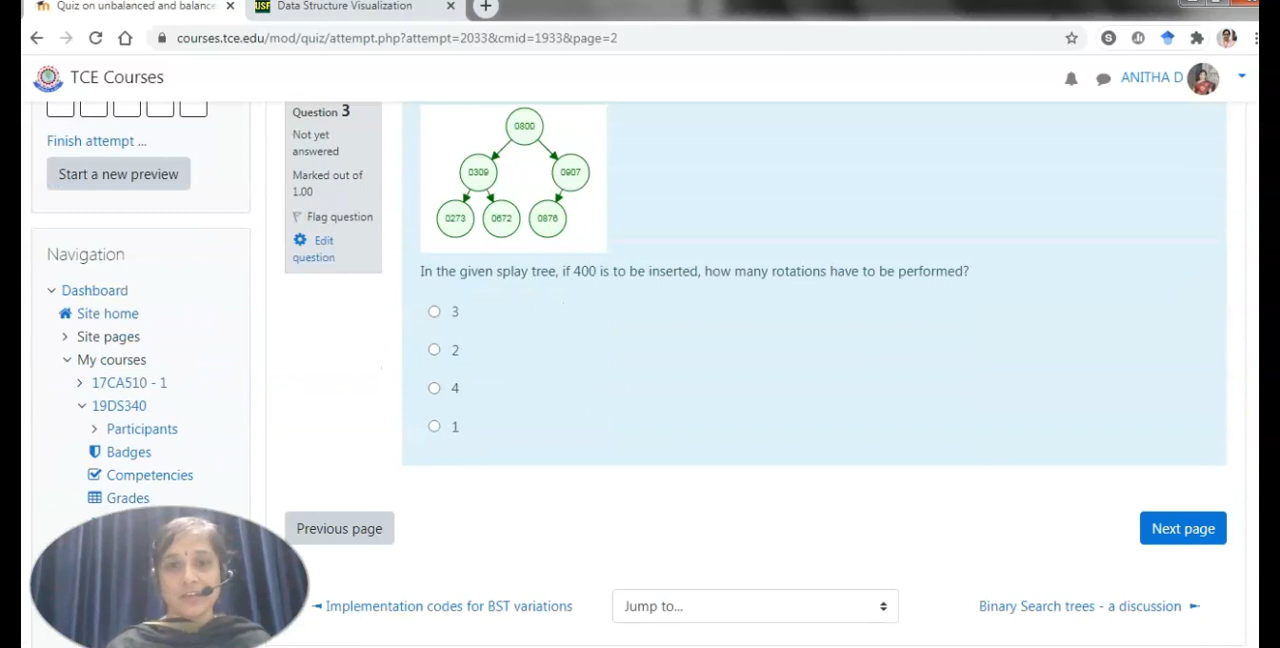 Quiz on unbalanced and balance
USF Data Structure Visualization
courses.tce.edu/mod/quiz/attempt.php?attempt=2033&cmid=1933&page=2
TCE Courses
ANITHA D
Finish attempt ...
Start a new preview
Navigation
Dashboard
Site home
Site pages
My courses
17CA510 - 1
19DS340
Participants
Badges
Competencies
Grades
Question 3
Not yet
answered
Marked out of
1.00
Flag question
Edit
question
0800
0309 0907
0273 0672 0876
In the given splay tree, if 400 is to be inserted, how many rotations have to be performed?
3
2
4
1
Previous page
Next page
Implementation codes for BST variations
Jump to...
Binary Search trees - a discussion